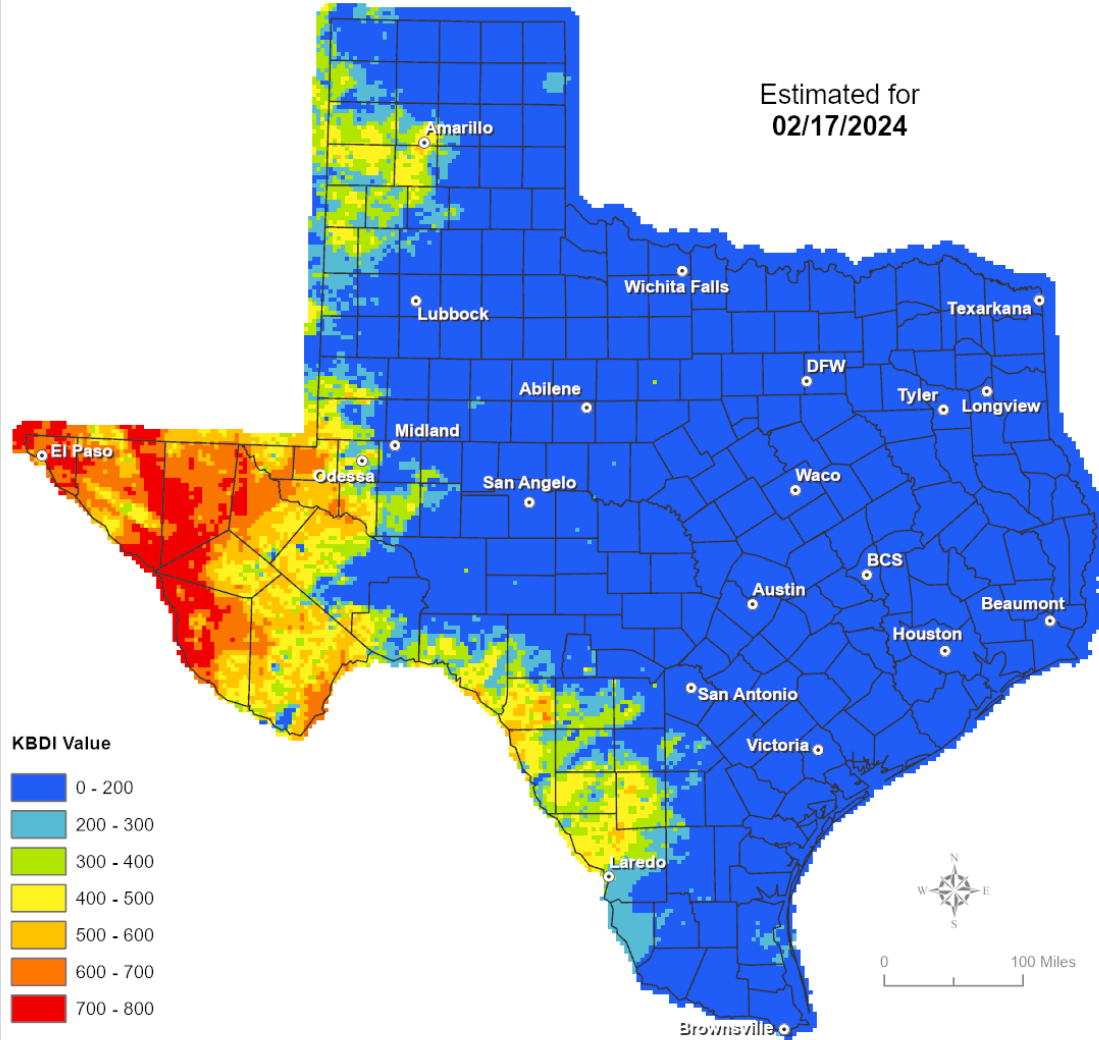 Estimated for
02/17/2024
Amarillo
Wichita Falls
Lubbock
Texarkana
DFW
Abilene
Tyler
Longview
Midland
El Paso
Odessa
San Angelo
Waco
BCS
Austin
Beaumont
Houston
San Antonio
Victoria
KBDI Value
0 - 200
200 - 300
300 - 400
400 - 500
500 - 600
600 - 700
700 - 800
Laredo
N
W E
S
0 100 Miles
Brownsville